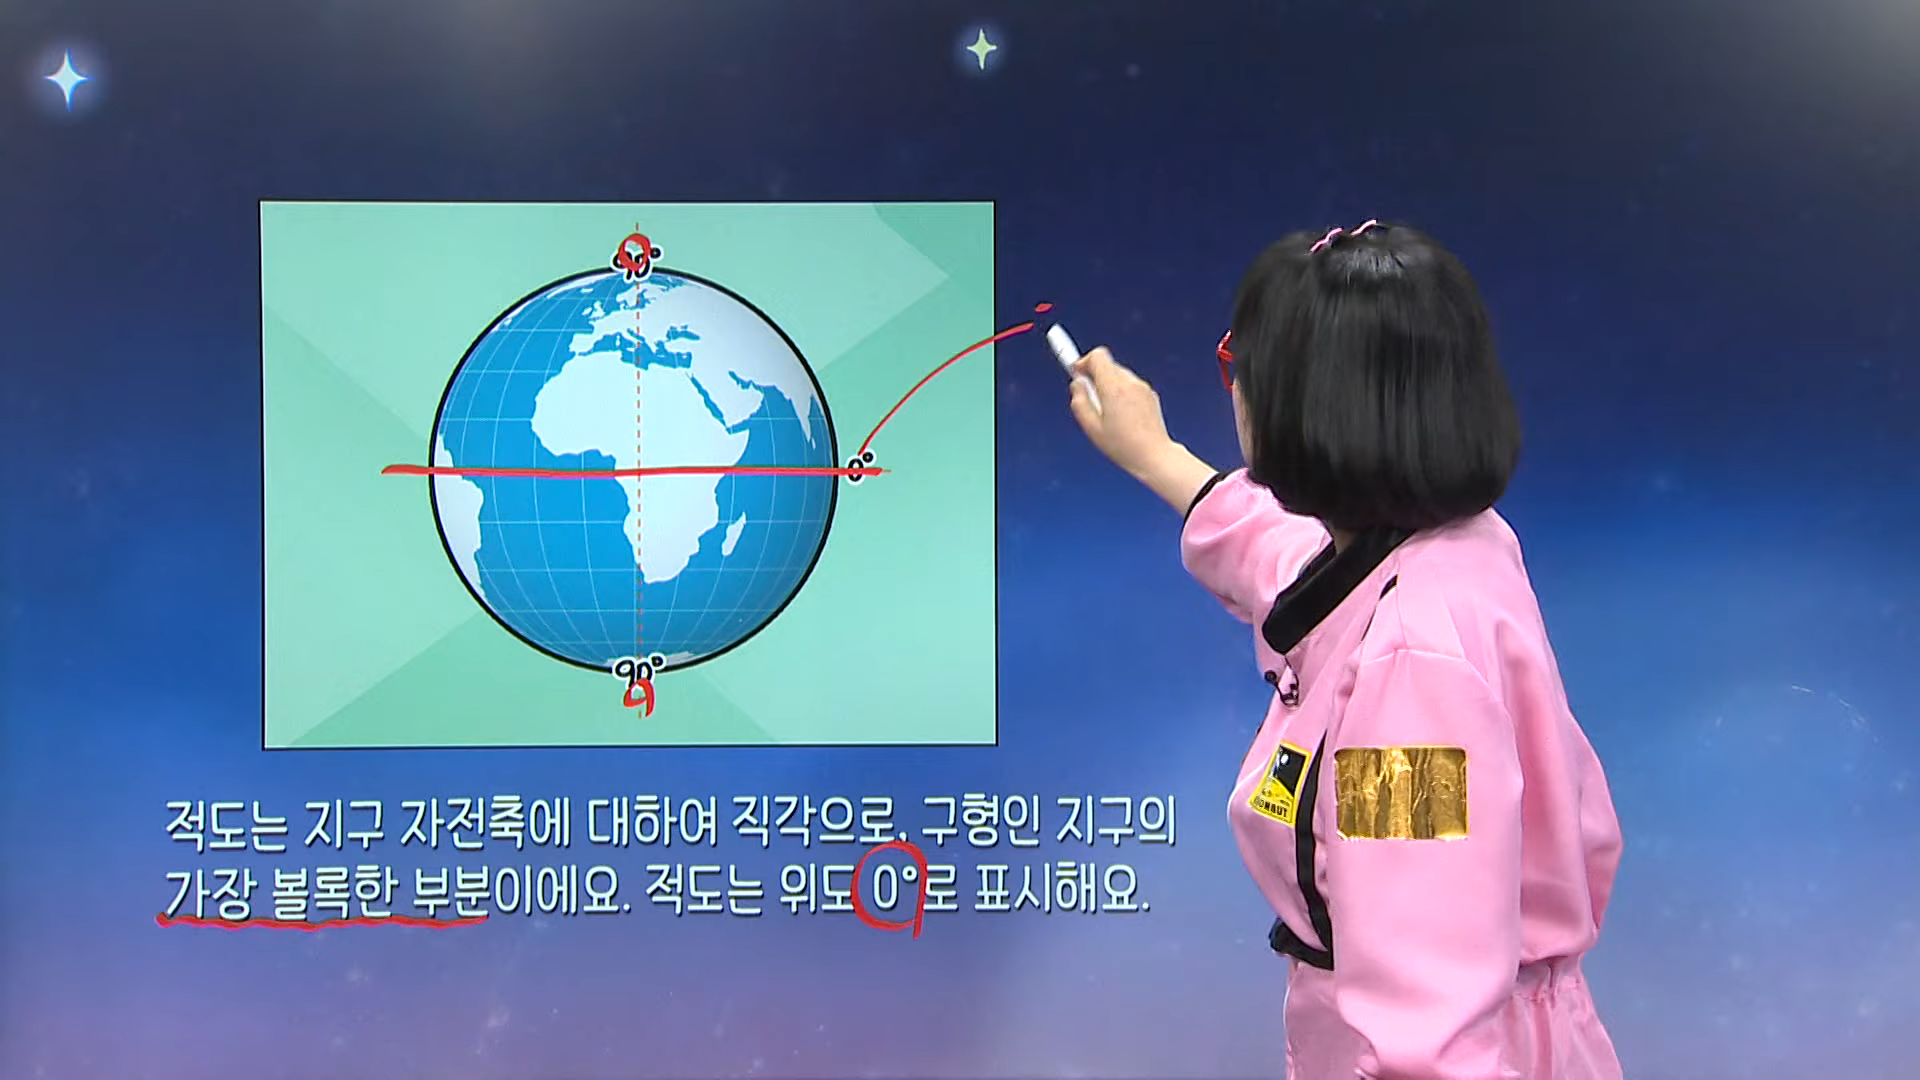 90°
0°
90°
적도는 지구 자전축에 대하여 직각으로, 구형인 지구의
가장 볼록한 부분이에요. 적도는 위도 0°로 표시해요.